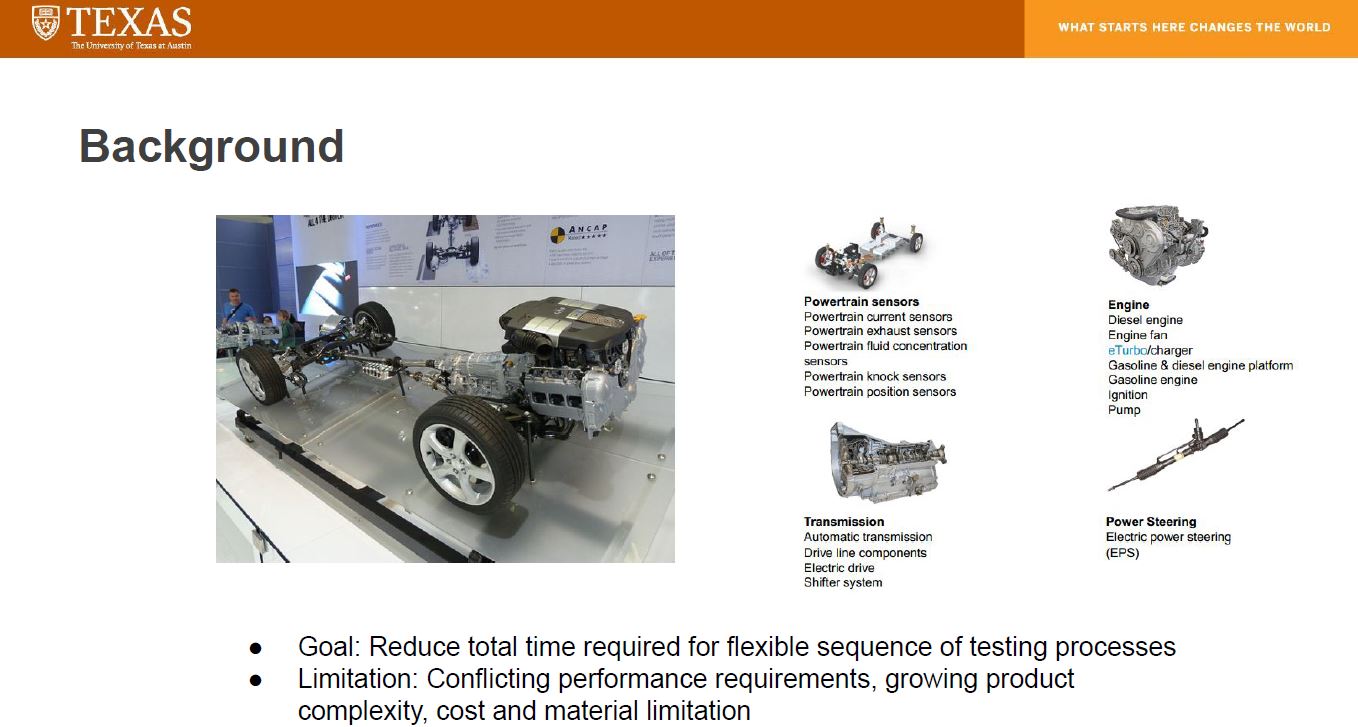 TEXAS
The University of Texas at Austin
WHAT STARTS HERE CHANGES THE WORLD
Background
ANCAP
Powertrain sensors
Powertrain current sensors
Powertrain exhaust sensors
Powertrain fluid concentration
sensors
Powertrain knock sensors
Powertrain position sensors
Engine
Diesel engine
Engine fan
eTurbo/charger
Gasoline & diesel engine platform
Gasoline engine
Ignition
Pump
Transmission
Automatic transmission
Drive line components
Electric drive
Shifter system
Power Steering
Electric power steering
(EPS)
● Goal: Reduce total time required for flexible sequence of testing processes
● Limitation: Conflicting performance requirements, growing product
complexity, cost and material limitation